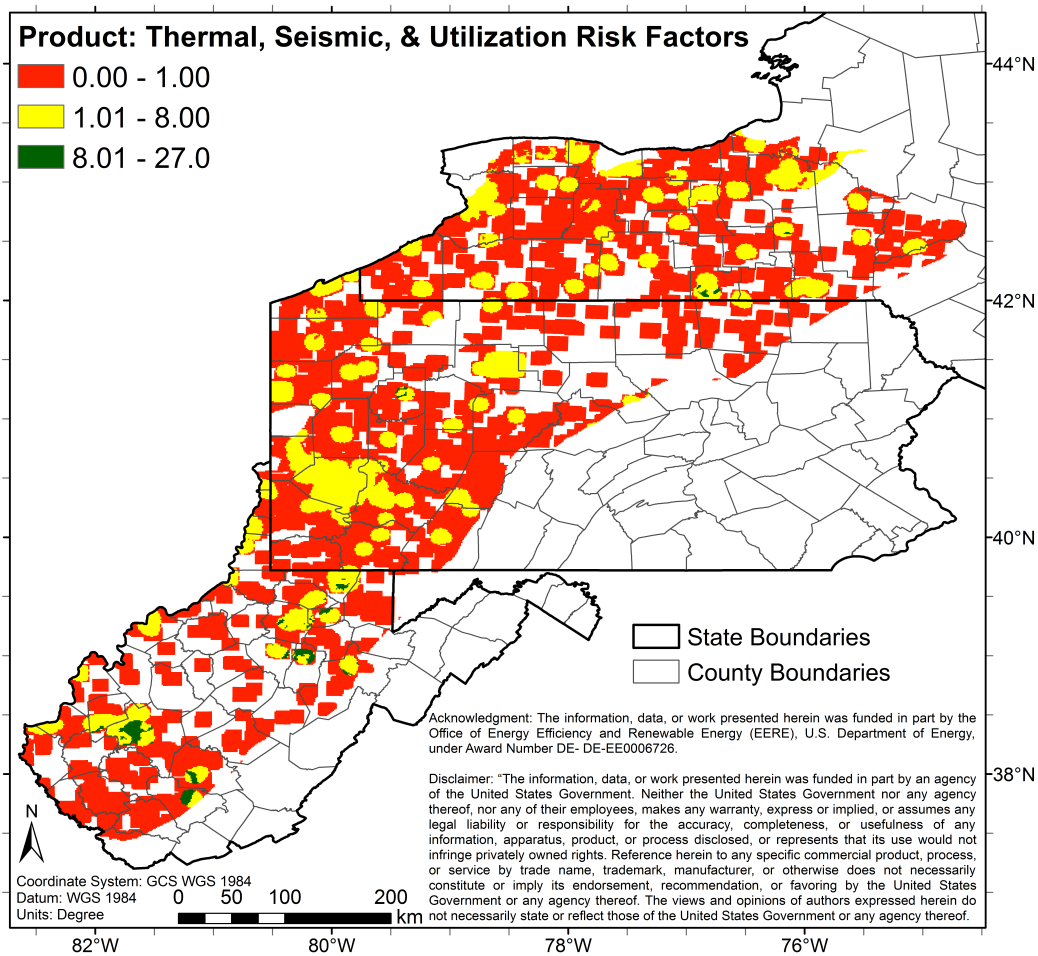 Product: Thermal, Seismic, & Utilization Risk Factors
0.00 - 1.00
1.01 - 8.00
8.01 - 27.0
44°N
42°N
40°N
38°N
State Boundaries
County Boundaries
Acknowledgment: The information, data, or work presented herein was funded in part by the
Office of Energy Efficiency and Renewable Energy (EERE), U.S. Department of Energy,
under Award Number DE- DE-EE0006726.
Disclaimer: “The information, data, or work presented herein was funded in part by an agency
of the United States Government. Neither the United States Government nor any agency
thereof, nor any of their employees, makes any warranty, express or implied, or assumes any
legal liability or responsibility for the accuracy, completeness, or usefulness of any
information, apparatus, product, or process disclosed, or represents that its use would not
infringe privately owned rights. Reference herein to any specific commercial product, process,
or service by trade name, trademark, manufacturer, or otherwise does not necessarily
constitute or imply its endorsement, recommendation, or favoring by the United States
Government or any agency thereof. The views and opinions of authors expressed herein do
not necessarily state or reflect those of the United States Government or any agency thereof.
N
Coordinate System: GCS WGS 1984
Datum: WGS 1984
Units: Degree
0 50 100 200
km
82°W 80°W 78°W 76°W